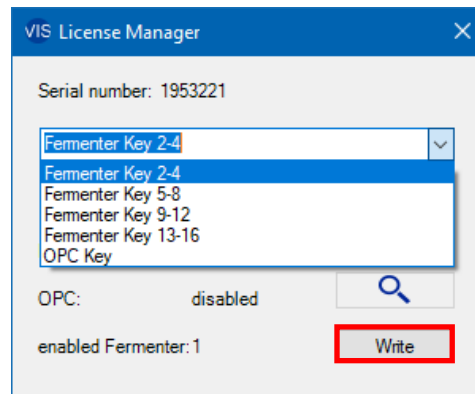 VIS License Manager
Serial number: 1953221
Fermenter Key 2-4
Fermenter Key 2-4
Fermenter Key 5-8
Fermenter Key 9-12
Fermenter Key 13-16
OPC Key
OPC: disabled
enabled Fermenter: 1 Write